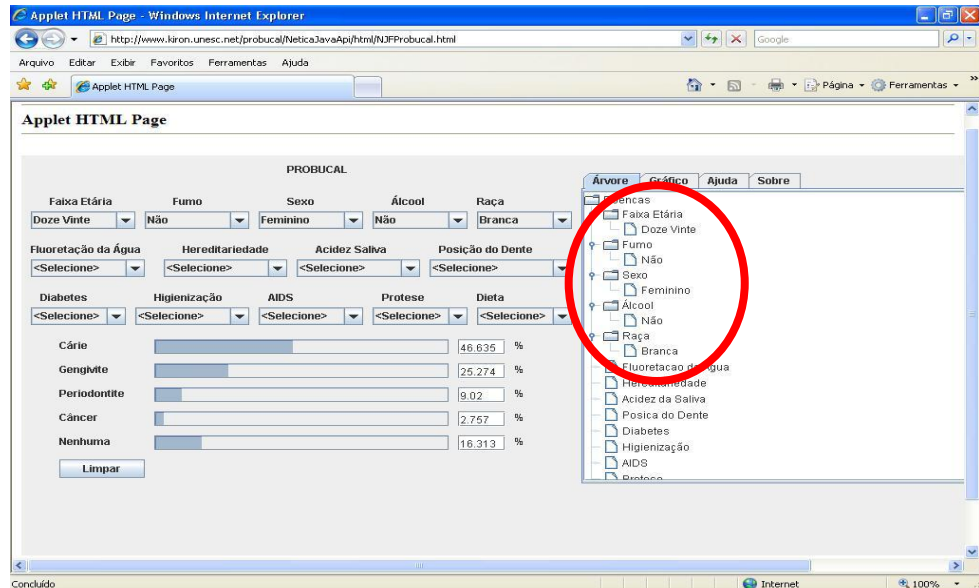 Applet HTML Page - Windows Internet Explorer
http://www.kiron.unesc.net/probucal/NeticaJavaApi/html/NJFProbucal.html
Google
Arquivo Editar Exibir Favoritos Ferramentas Ajuda
Applet HTML Page
Página Ferramentas
Applet HTML Page
PROBUCAL
Faixa Etária Fumo Sexo Álcool Raça
Doze Vinte Não Feminino Não Branca
Fluoretação da Água Hereditariedade Acidez Saliva Posição do Dente
<Selecione> <Selecione> <Selecione> <Selecione>
Diabetes Higienização AIDS Protese Dieta
<Selecione> <Selecione> <Selecione> <Selecione> <Selecione>
Cárie 46.635 %
Gengivite 25.274 %
Periodontite 9.02 %
Câncer 2.757 %
Nenhuma 16.313 %
Limpar
Árvore Gráfico Ajuda Sobre
Faixa Etária
Doze Vinte
Fumo
Não
Sexo
Feminino
Álcool
Não
Raça
Branca
Fluoretacao da Agua
Hereditariedade
Acidez da Saliva
Posica do Dente
Diabetes
Higienização
AIDS
Protese
Concluído
Internet
100%